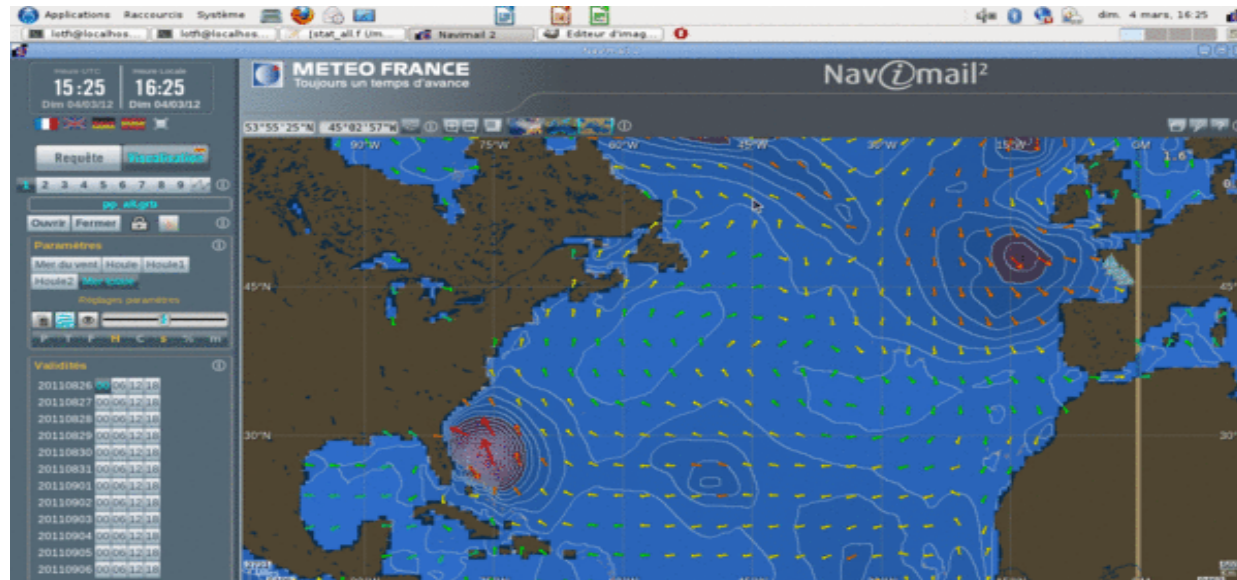 Applications Raccourcis Système
dim. 4 mars, 16:25
lotfi@localhos...
lotfi@localhos...
[stat_all.f (m...
Navimail 2
Editeur d'imag...
Heure UTC
Heure Locale
15:25
16:25
Dim 04/03/12
Dim 04/03/12
METEO FRANCE
Toujours un temps d'avance
Navimail²
53°55'25"N 45°02'57"W
Requête
Visualisation
1 2 3 4 5 6 7 8 9
Ouvrir Fermer
Paramètres
Mer du vent Houle Houle1
Houle2 Mer totale
Réglages paramètres
P T F H C S % m
Validités
20110826 00 06 12 18
20110827 00 06 12 18
20110828 00 06 12 18
20110829 00 06 12 18
20110830 00 06 12 18
20110831 00 06 12 18
20110901 00 06 12 18
20110902 00 06 12 18
20110903 00 06 12 18
20110904 00 06 12 18
20110905 00 06 12 18
20110906 00 06 12 18
90°W 75°W 60°W 45°W 30°W 15°W GM
1.6
45°N
45°
30°N
30°